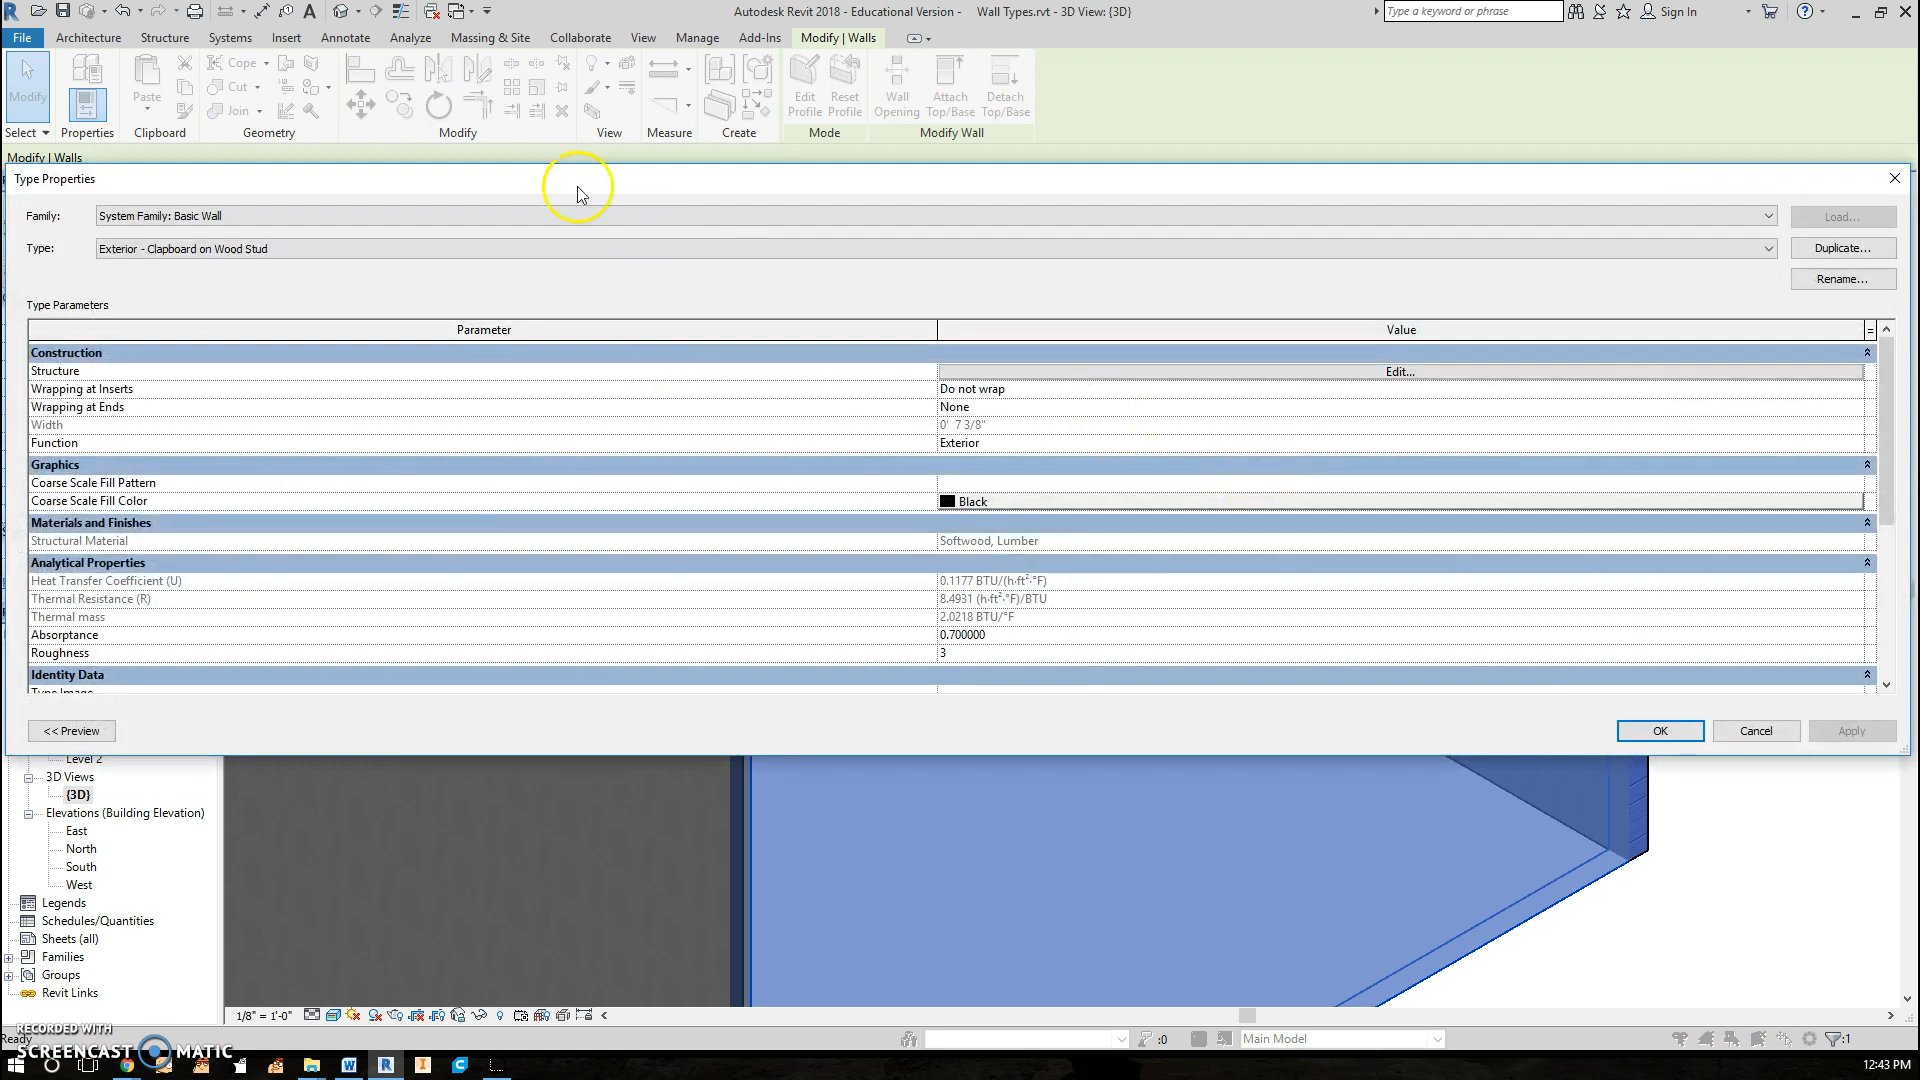 Autodesk Revit 2018 - Educational Version - Wall Types.rvt - 3D View: {3D}
Type a keyword or phrase
Sign In
File Architecture Structure Systems Insert Annotate Analyze Massing & Site Collaborate View Manage Add-Ins Modify | Walls
Modify
Paste
Cope
Cut
Join
Edit Profile
Reset Profile
Wall Opening
Attach Top/Base
Detach Top/Base
Select Properties Clipboard Geometry Modify View Measure Create Mode Modify Wall
Modify | Walls
Type Properties
Family: System Family: Basic Wall Load...
Type: Exterior - Clapboard on Wood Stud Duplicate...
Rename...
Type Parameters
Parameter Value =
Construction
Structure Edit...
Wrapping at Inserts Do not wrap
Wrapping at Ends None
Width 0' 7 3/8"
Function Exterior
Graphics
Coarse Scale Fill Pattern
Coarse Scale Fill Color Black
Materials and Finishes
Structural Material Softwood, Lumber
Analytical Properties
Heat Transfer Coefficient (U) 0.1177 BTU/(h·ft²·°F)
Thermal Resistance (R) 8.4931 (h·ft²·°F)/BTU
Thermal mass 2.0218 BTU/°F
Absorptance 0.700000
Roughness 3
Identity Data
Type Image
<< Preview OK Cancel Apply
Level 2
3D Views
{3D}
Elevations (Building Elevation)
East
North
South
West
Legends
Schedules/Quantities
Sheets (all)
Families
Groups
Revit Links
1/8" = 1'-0"
RECORDED WITH
Ready
SCREENCAST MATIC
:0
Main Model
:1
12:43 PM